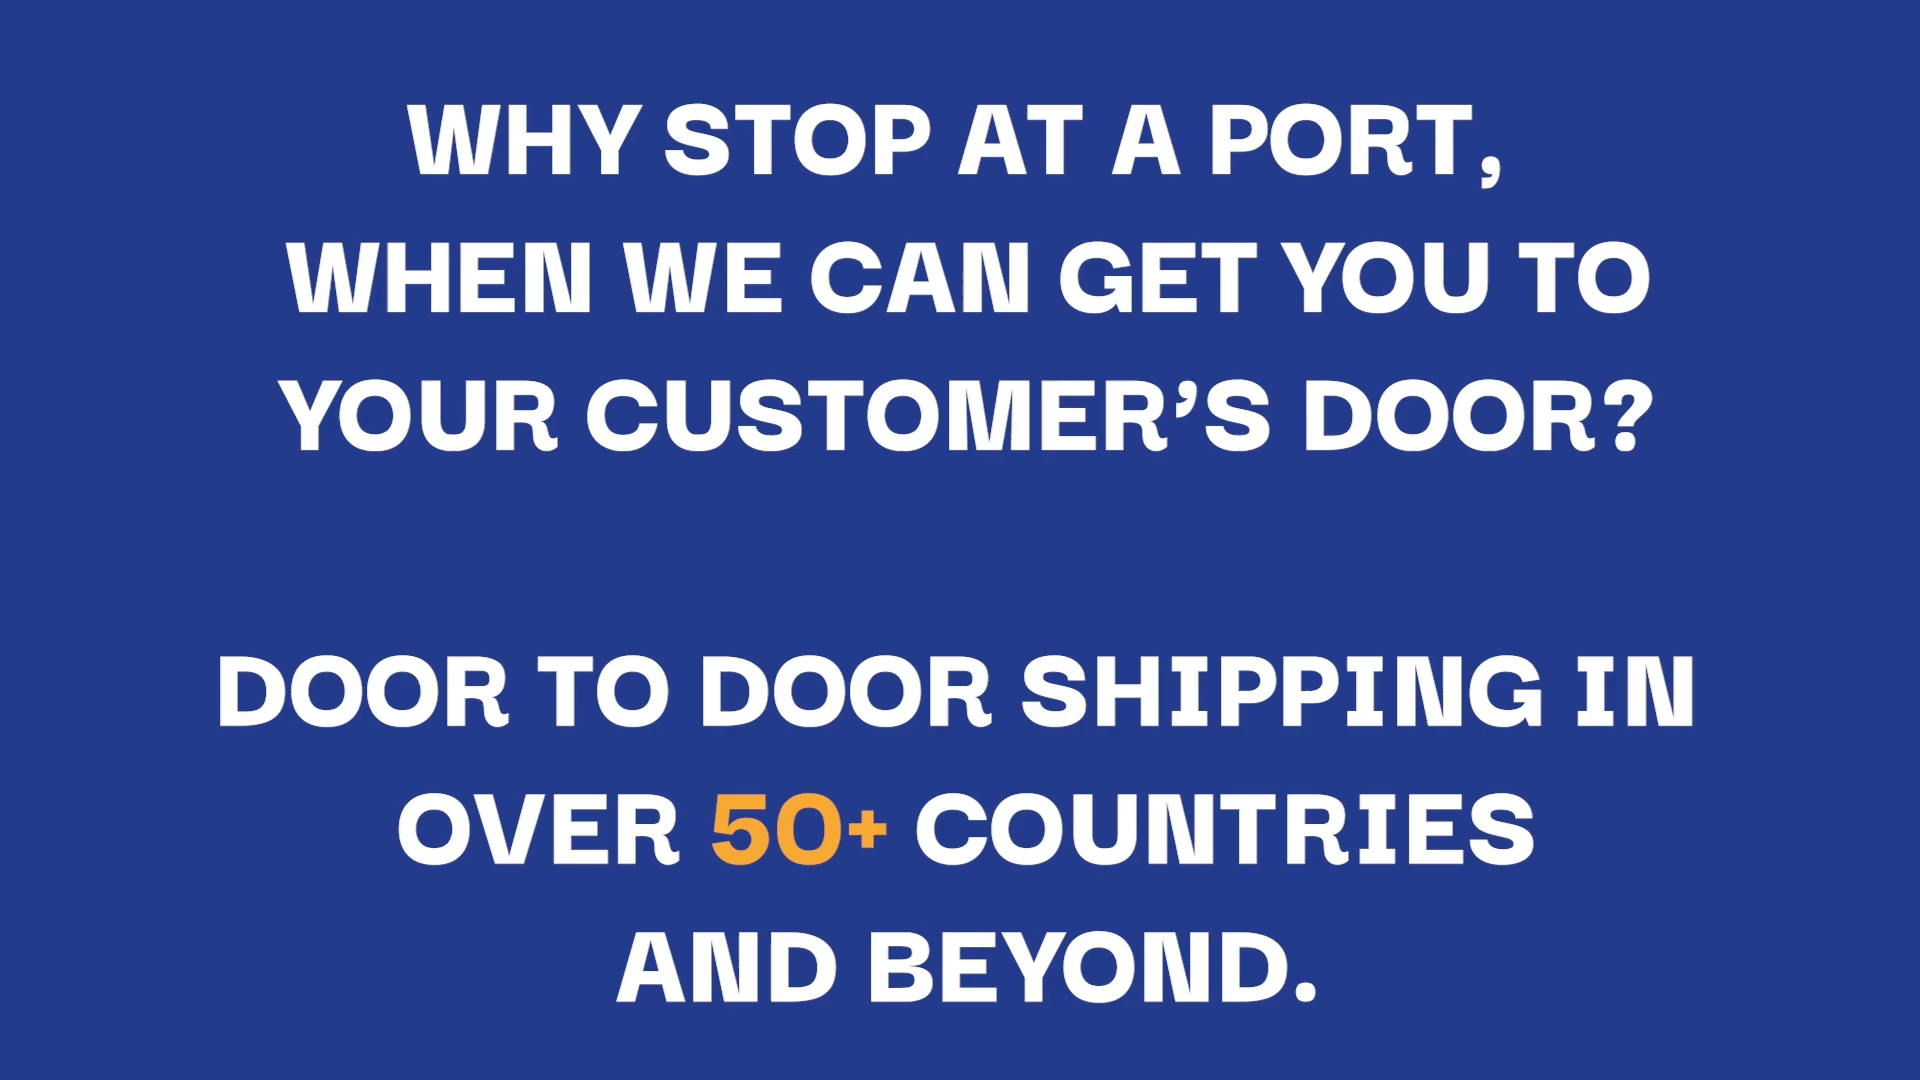 WHY STOP AT A PORT,
WHEN WE CAN GET YOU TO
YOUR CUSTOMER’S DOOR?
DOOR TO DOOR SHIPPING IN
OVER 50+ COUNTRIES
AND BEYOND.